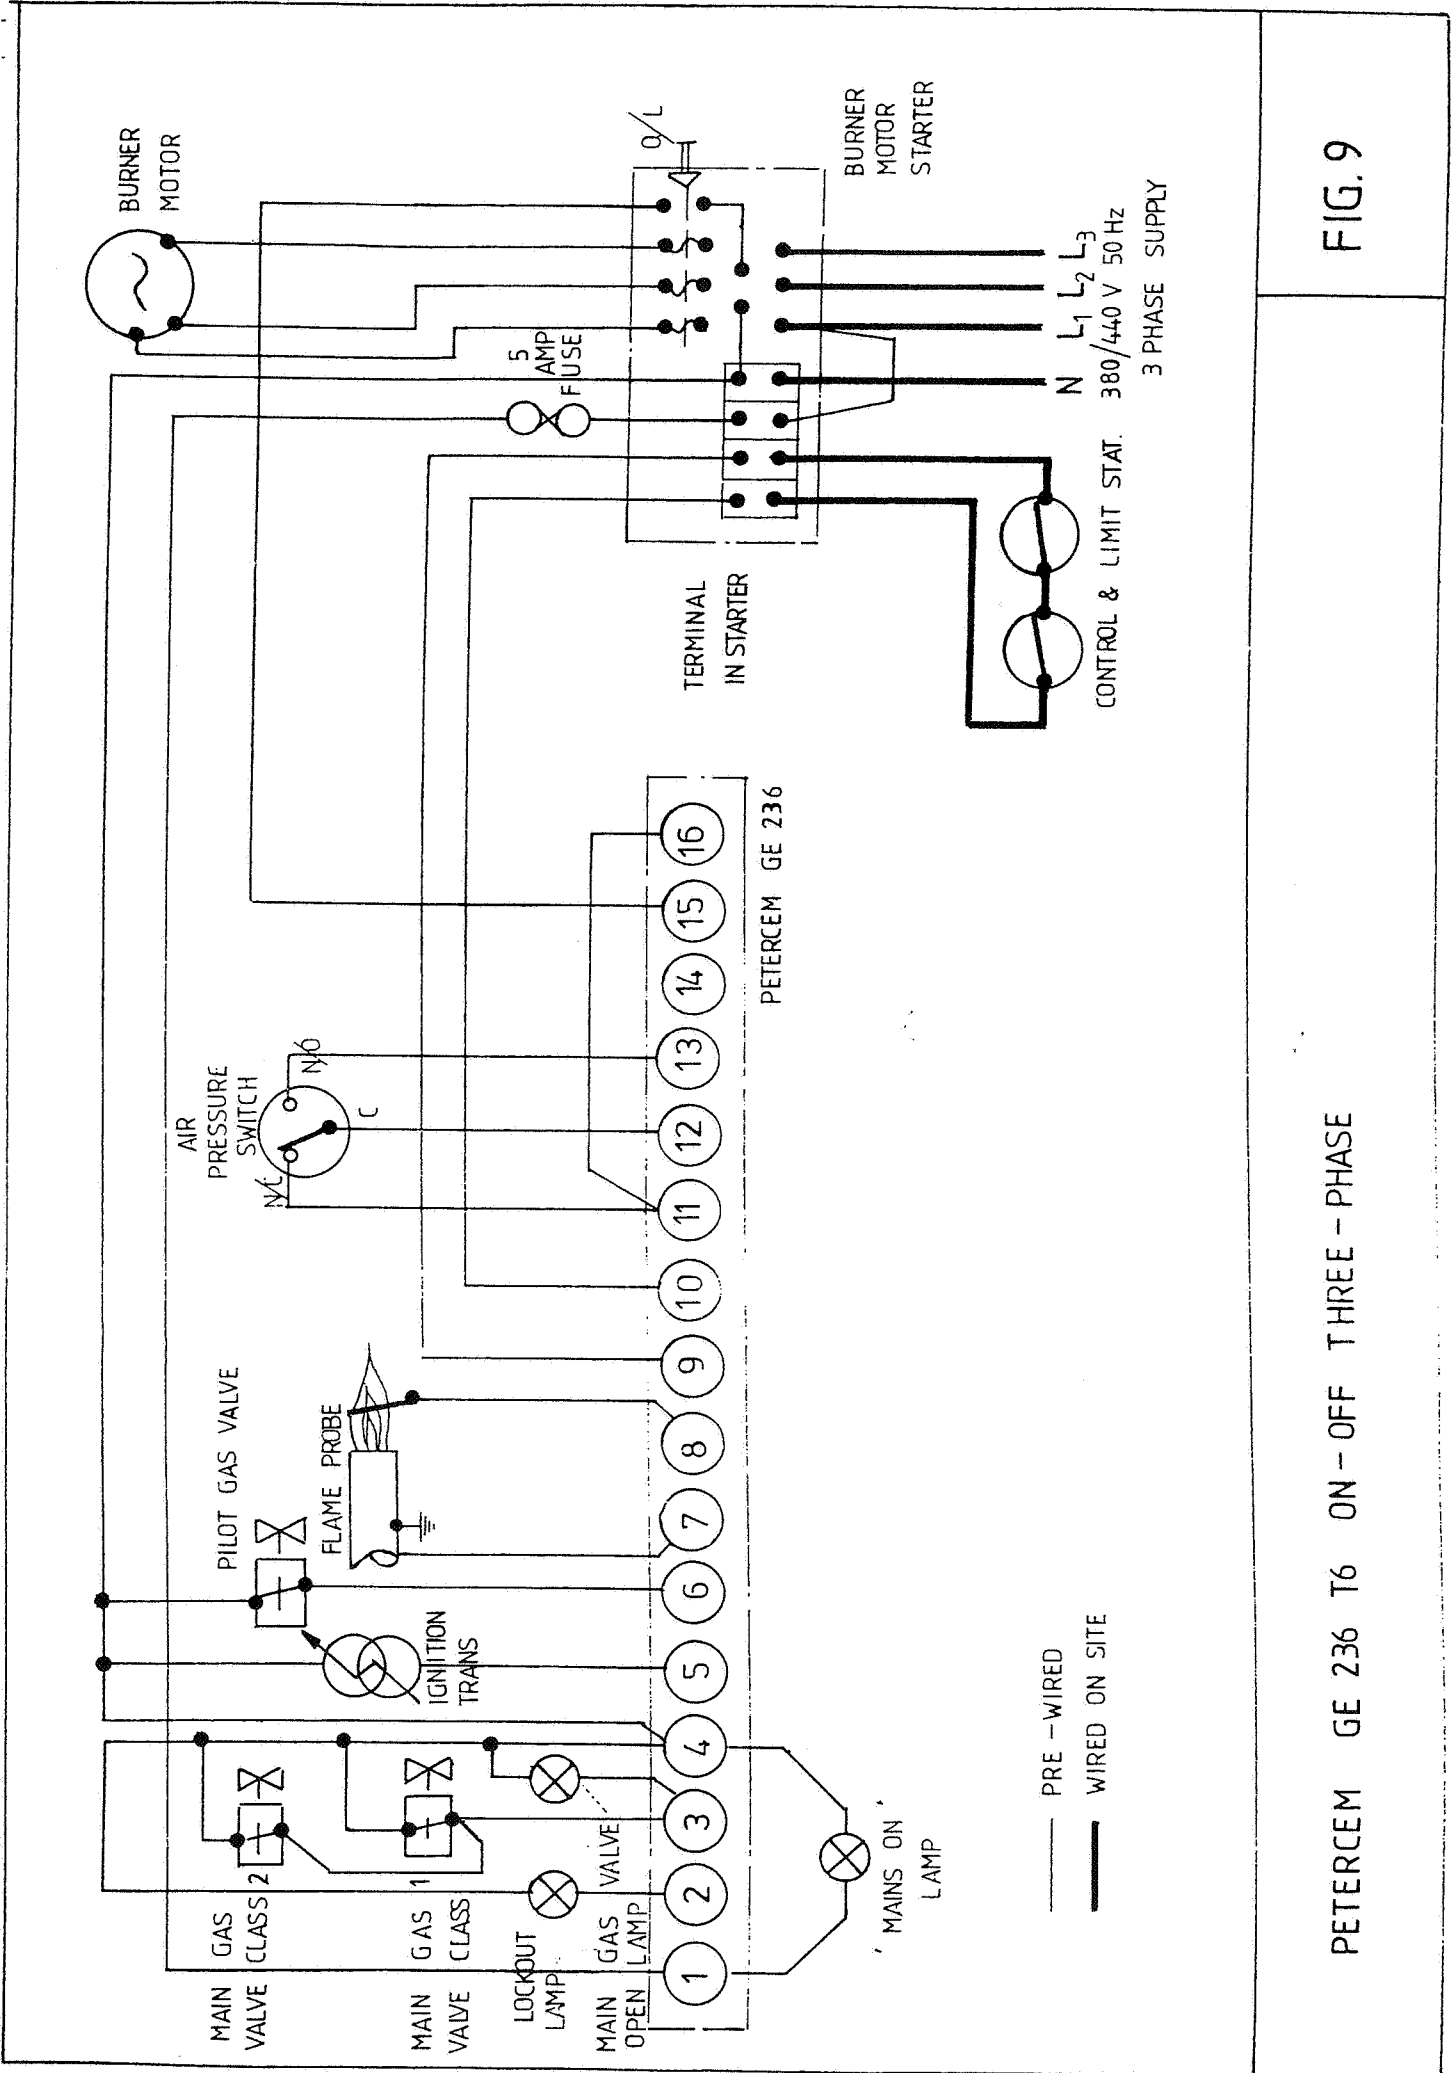 BURNER
MOTOR
O/L
BURNER
MOTOR
STARTER
5
AMP
FUSE
N L1 L2 L3
380/440 V 50 Hz
3 PHASE SUPPLY
TERMINAL
IN STARTER
CONTROL & LIMIT STAT.
AIR
PRESSURE
SWITCH
N/C
N/O
C
PILOT GAS VALVE
FLAME PROBE
IGNITION
TRANS
MAIN GAS
VALVE CLASS 2
MAIN GAS
VALVE CLASS 1
LOCKOUT
LAMP
MAIN GAS VALVE
OPEN LAMP
1 2 3 4 5 6 7 8 9 10 11 12 13 14 15 16
PETERCEM GE 236
'MAINS ON'
LAMP
PRE-WIRED
WIRED ON SITE
PETERCEM GE 236 T6 ON-OFF THREE-PHASE
FIG. 9